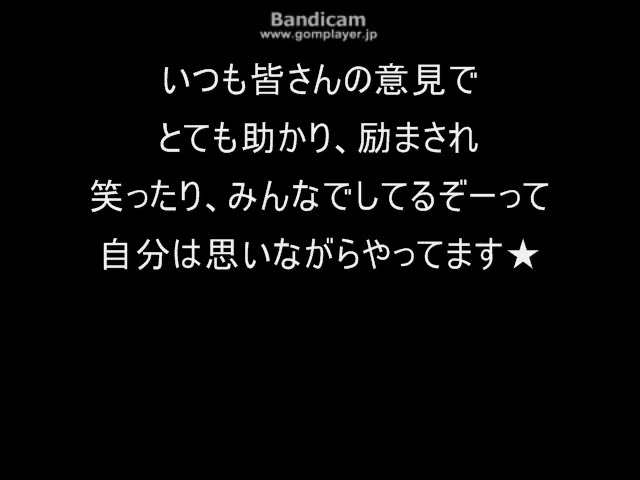 Bandicam
www.gomplayer.jp
いつも皆さんの意見で
とても助かり、励まされ
笑ったり、みんなでしてるぞーって
自分は思いながらやってます★